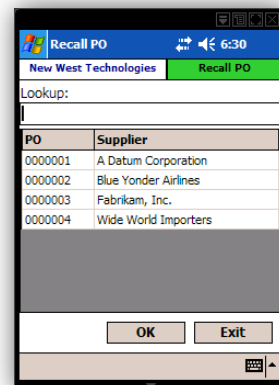 Recall PO 6:30
New West Technologies Recall PO
Lookup:
PO Supplier
0000001 A Datum Corporation
0000002 Blue Yonder Airlines
0000003 Fabrikam, Inc.
0000004 Wide World Importers
OK Exit